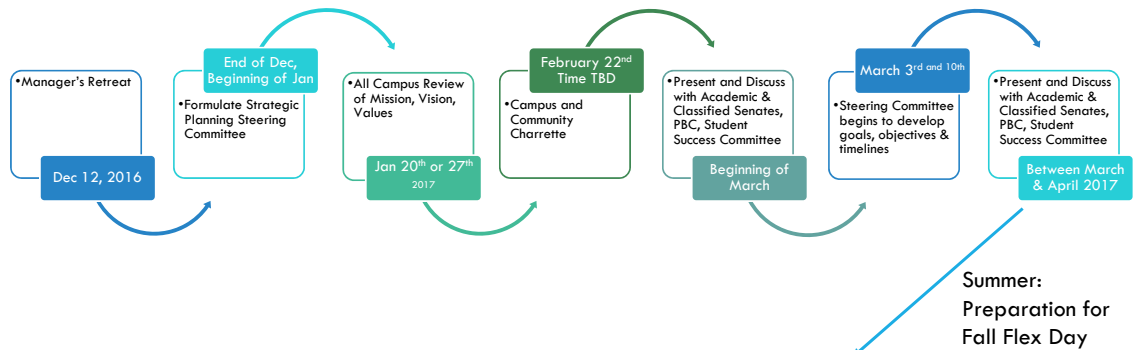 •Manager's Retreat
Dec 12, 2016
End of Dec,
Beginning of Jan
•Formulate Strategic
Planning Steering
Committee
•All Campus Review
of Mission, Vision,
Values
Jan 20th or 27th
2017
February 22nd
Time TBD
•Campus and
Community
Charrette
•Present and Discuss
with Academic &
Classified Senates,
PBC, Student
Success Committee
Beginning of
March
March 3rd and 10th
•Steering Committee
begins to develop
goals, objectives &
timelines
•Present and Discuss
with Academic &
Classified Senates,
PBC, Student
Success Committee
Between March
& April 2017
Summer:
Preparation for
Fall Flex Day